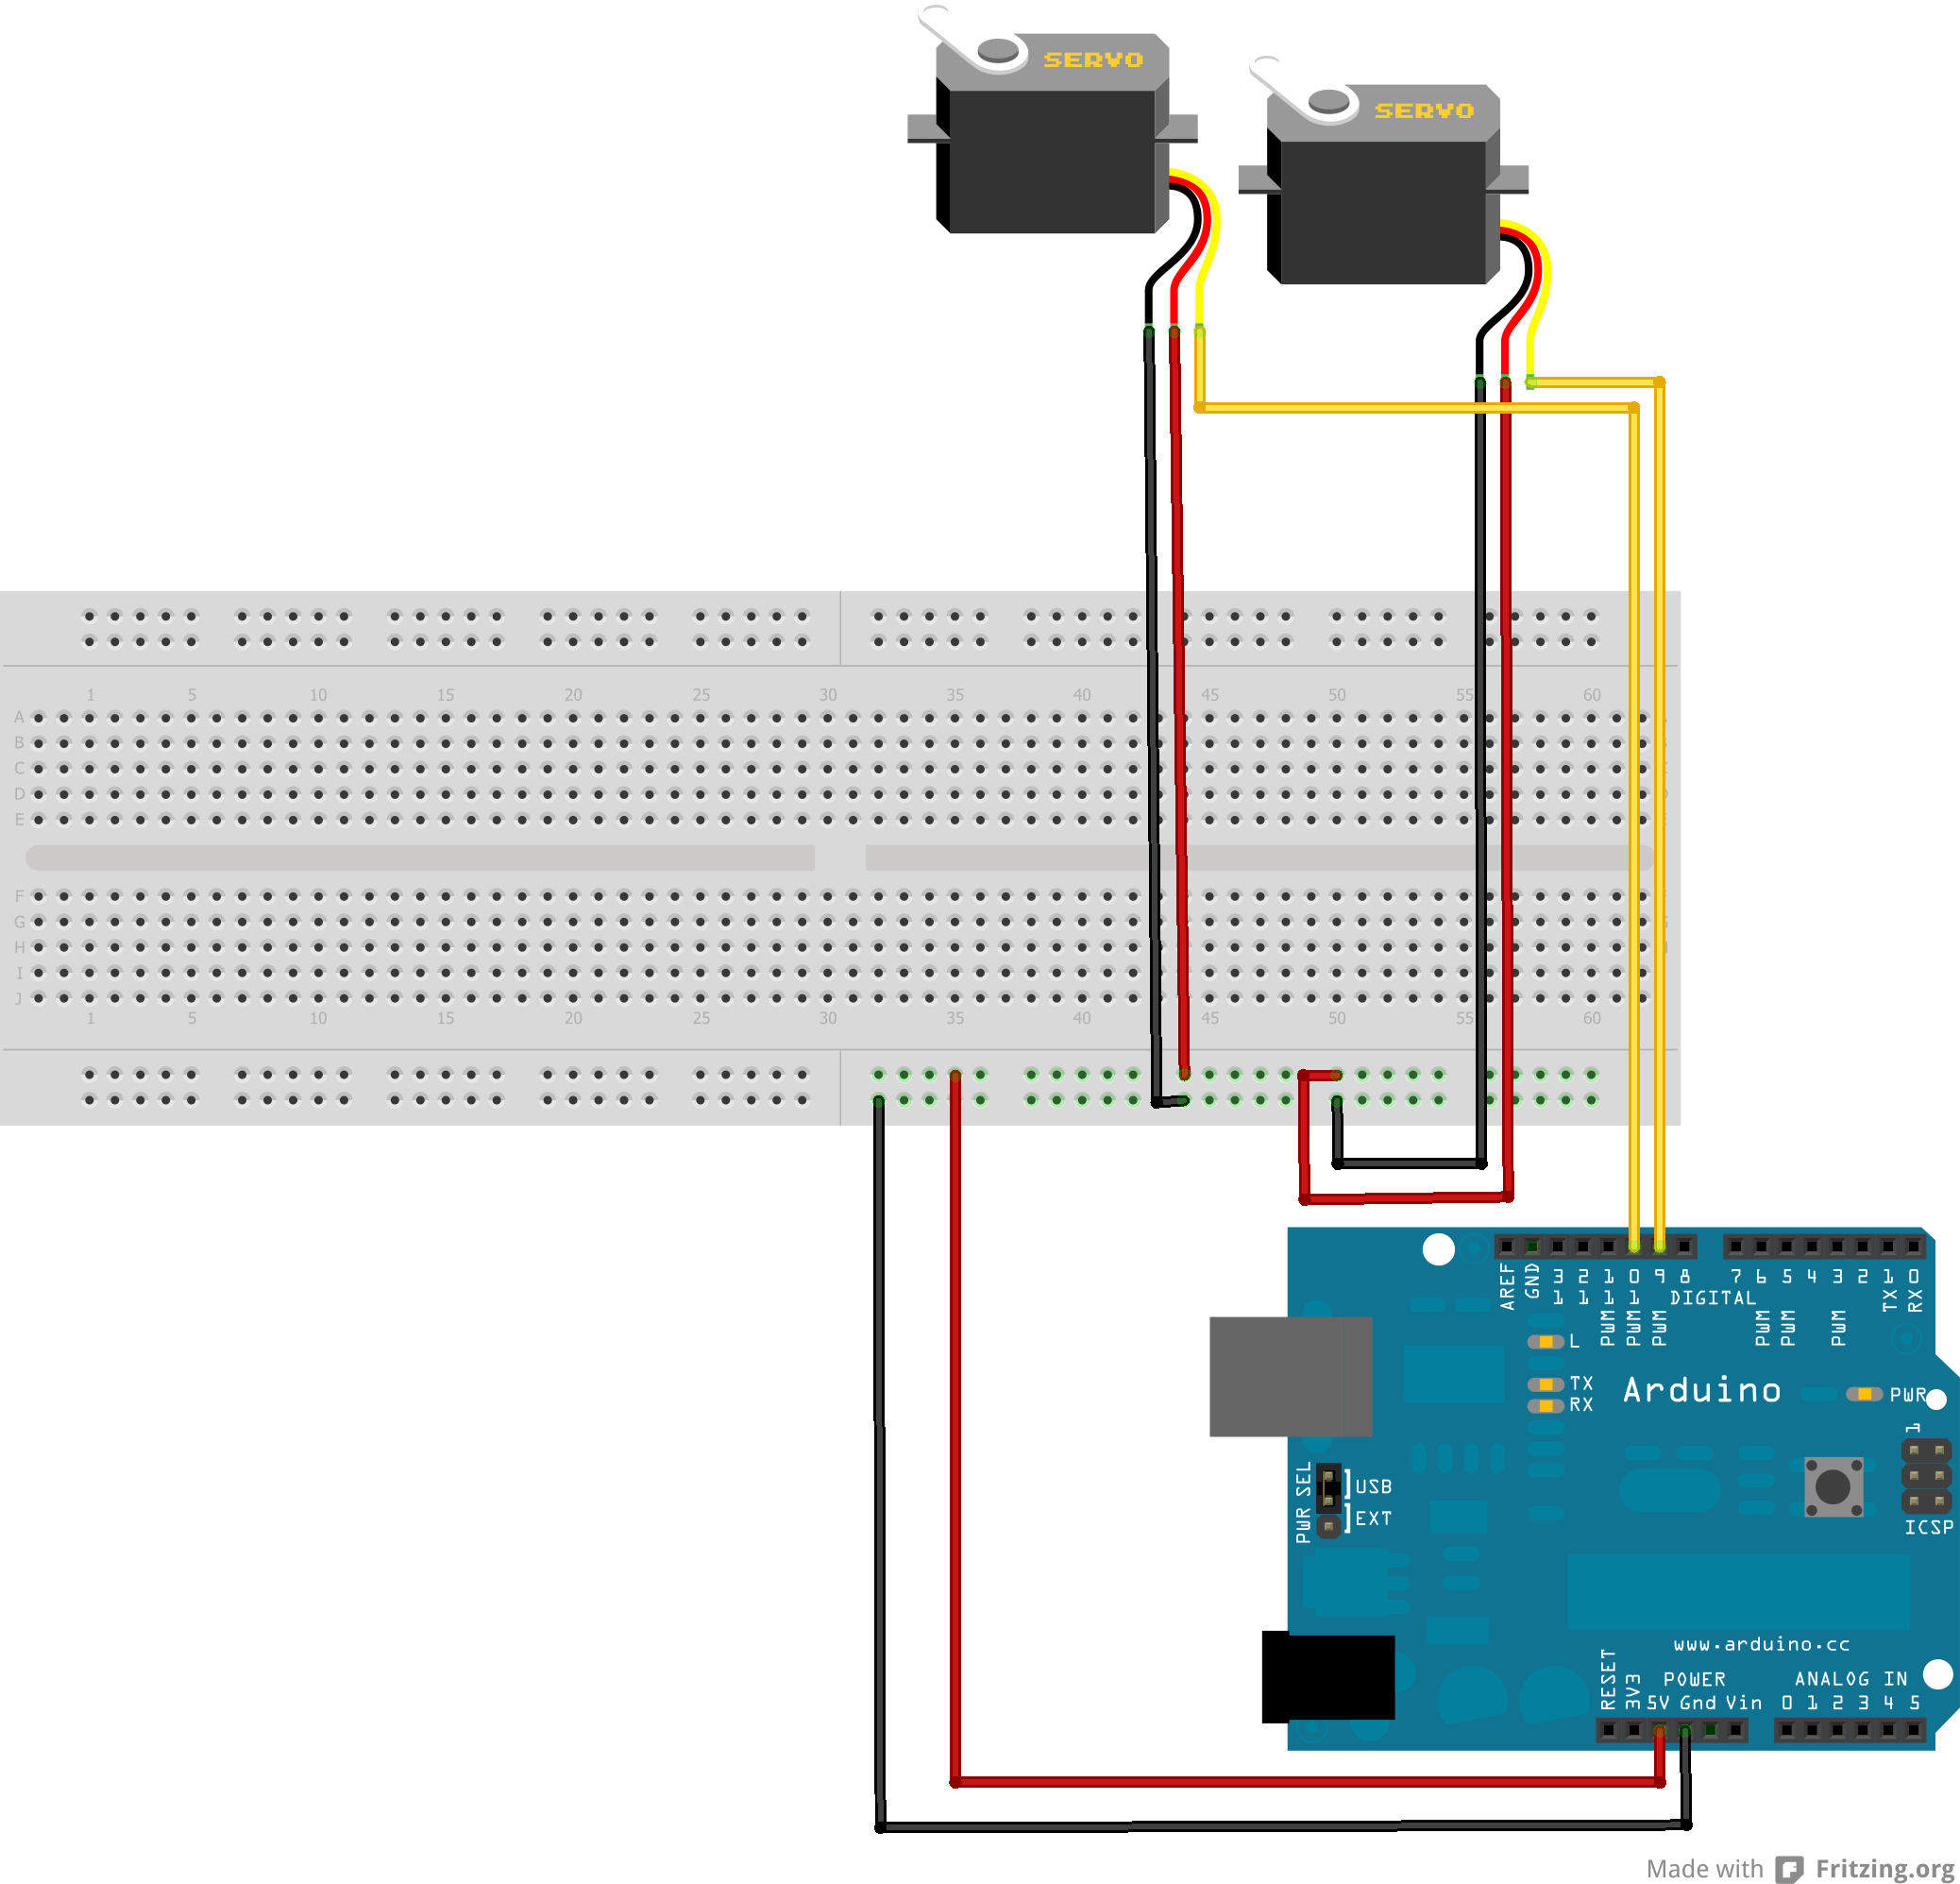 SERVO
SERVO
1 5 10 15 20 25 30 35 40 45 50 55 60
A
B
C
D
E
F
G
H
I
J
1 5 10 15 20 25 30 35 40 45 50 55 60
AREF
GND
13
12
11
10
9
8
7
6
5
4
3
2
1
0
DIGITAL
TX
RX
PWM
PWM
PWM
PWM
PWM
PWM
L
TX
RX
Arduino
PWR
1
ICSP
PWR SEL
USB
EXT
www.arduino.cc
RESET
3V3
POWER
5V Gnd Vin
ANALOG IN
0 1 2 3 4 5
Made with Fritzing.org